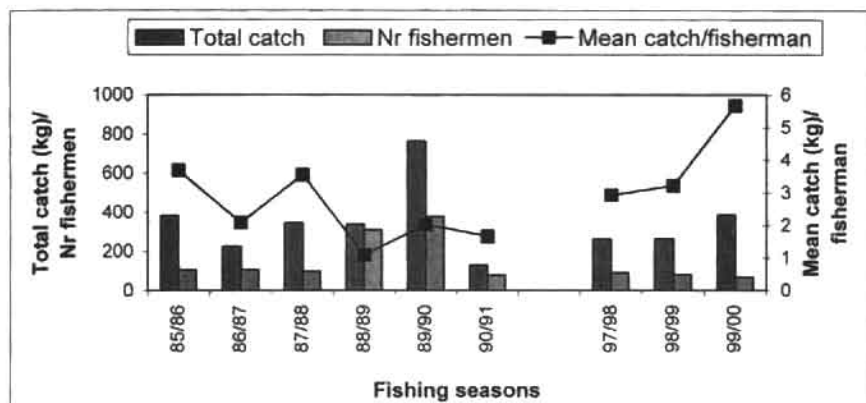 Total catch Nr fishermen Mean catch/fisherman
Total catch (kg)/
Nr fishermen
1000
800
600
400
200
0
6
5
4
3
2
1
0
Mean catch (kg)/
fisherman
85/86 86/87 87/88 88/89 89/90 90/91 97/98 98/99 99/00
Fishing seasons